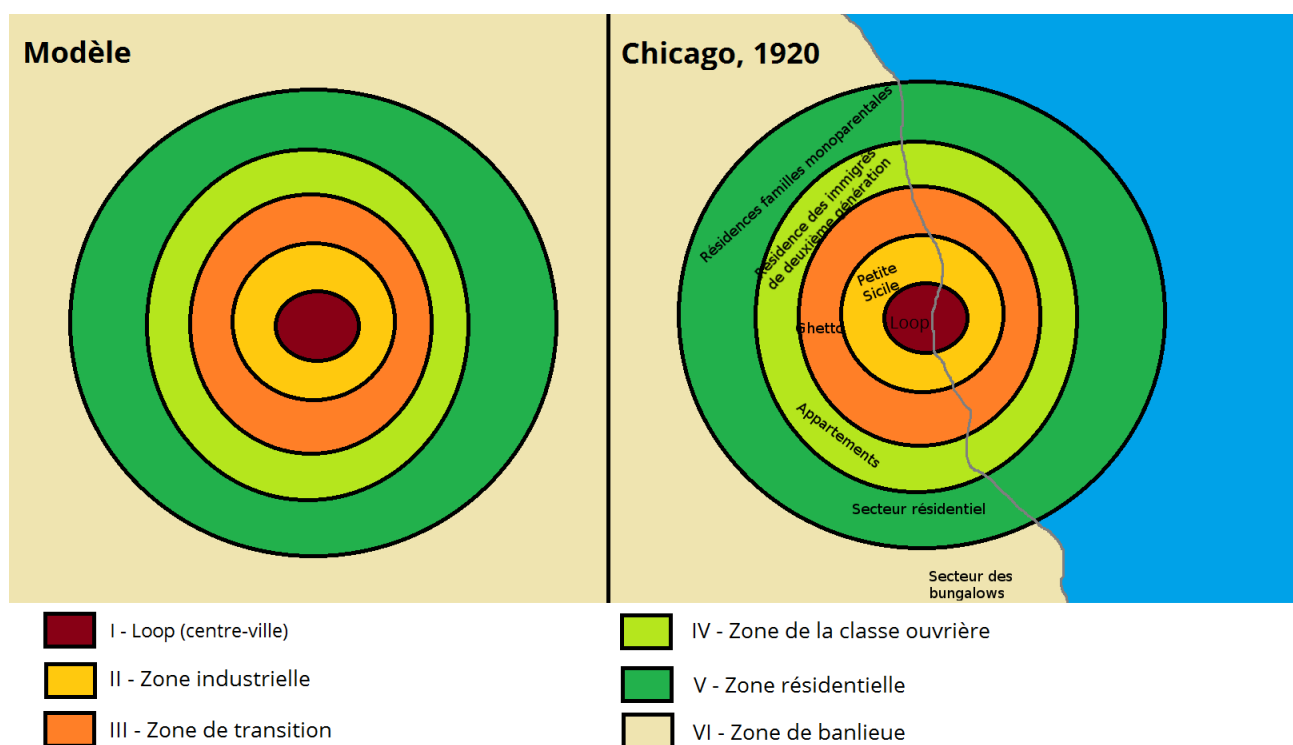 Modèle
Chicago, 1920
Résidences familles monoparentales
Résidence des immigrés
de deuxième génération
Petite
Sicile
Loop
Ghetto
Appartements
Secteur résidentiel
Secteur des
bungalows
I - Loop (centre-ville)
II - Zone industrielle
III - Zone de transition
IV - Zone de la classe ouvrière
V - Zone résidentielle
VI - Zone de banlieue